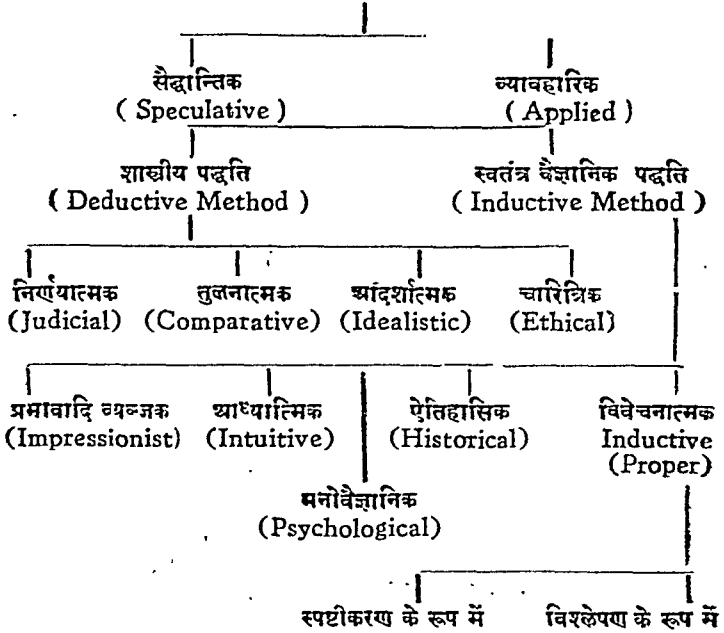 सैद्धान्तिक व्यावहारिक
( Speculative ) ( Applied )
शास्त्रीय पद्धति स्वतंत्र वैज्ञानिक पद्धति
( Deductive Method ) ( Inductive Method )
निर्णयात्मक तुलनात्मक आंदर्शात्मक चारित्रिक
(Judicial) (Comparative) (Idealistic) (Ethical)
प्रभावादि व्यञ्जक आध्यात्मिक ऐतिहासिक विवेचनात्मक
(Impressionist) (Intuitive) (Historical) Inductive
(Proper)
मनोवैज्ञानिक
(Psychological)
स्पष्टीकरण के रूप में विश्लेषण के रूप में